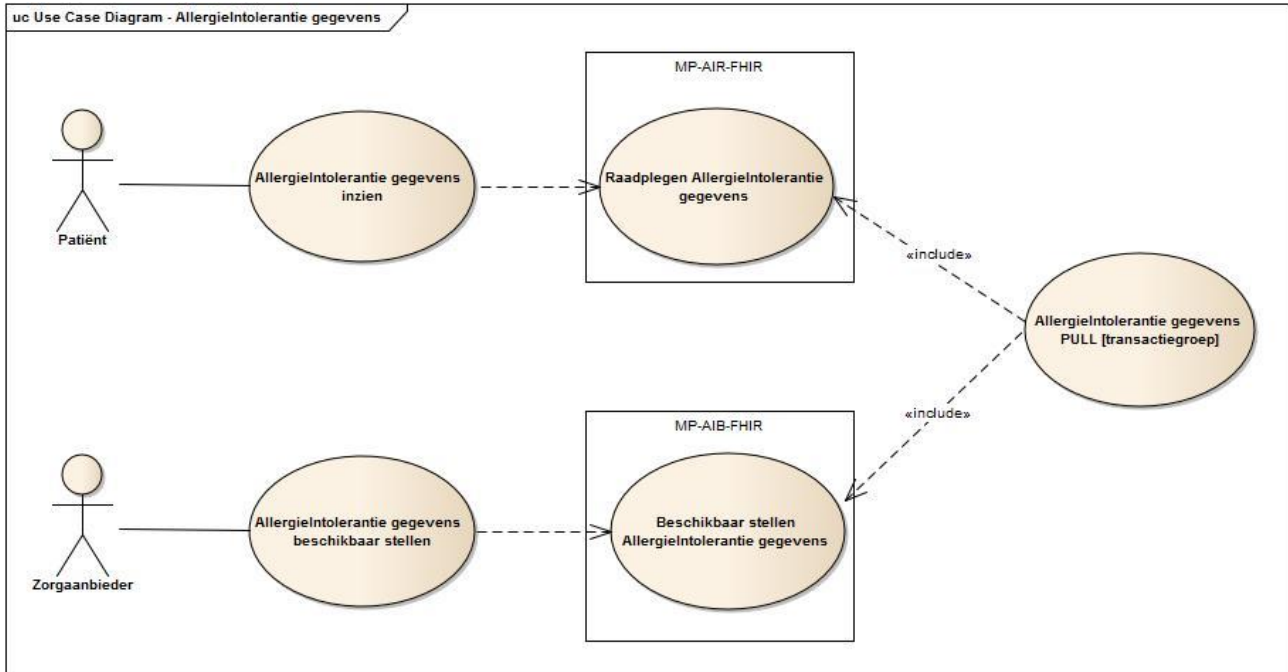 uc Use Case Diagram - AllergieIntolerantie gegevens
MP-AIR-FHIR
Patiënt
AllergieIntolerantie gegevens
inzien
Raadplegen AllergieIntolerantie
gegevens
«include»
AllergieIntolerantie gegevens
PULL [transactiegroep]
«include»
MP-AIB-FHIR
Zorgaanbieder
AllergieIntolerantie gegevens
beschikbaar stellen
Beschikbaar stellen
AllergieIntolerantie gegevens